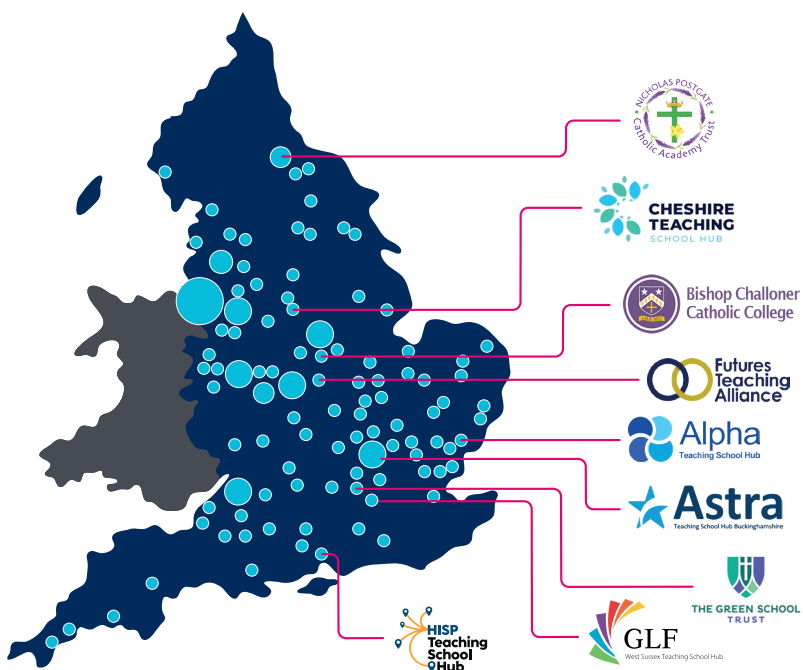 NICHOLAS POSTGATE
Catholic Academy Trust
CHESHIRE
TEACHING
SCHOOL HUB
Bishop Challoner
Catholic College
Futures
Teaching
Alliance
Alpha
Teaching School Hub
Astra
Teaching School Hub Buckinghamshire
THE GREEN SCHOOL
TRUST
HISP
Teaching
School
Hub
GLF
West Sussex Teaching School Hub